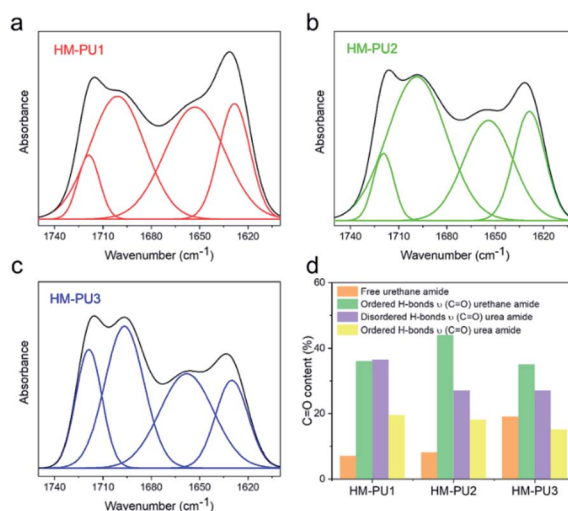 a
HM-PU1
Absorbance
1740 1710 1680 1650 1620
Wavenumber (cm-1)
b
HM-PU2
Absorbance
1740 1710 1680 1650 1620
Wavenumber (cm-1)
c
HM-PU3
Absorbance
1740 1710 1680 1650 1620
Wavenumber (cm-1)
d
Free urethane amide
Ordered H-bonds υ (C=O) urethane amide
Disordered H-bonds υ (C=O) urea amide
Ordered H-bonds υ (C=O) urea amide
C=O content (%)
60
40
20
0
HM-PU1 HM-PU2 HM-PU3